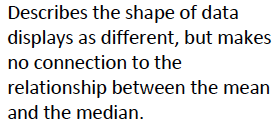 Describes the shape of data
displays as different, but makes
no connection to the
relationship between the mean
and the median.